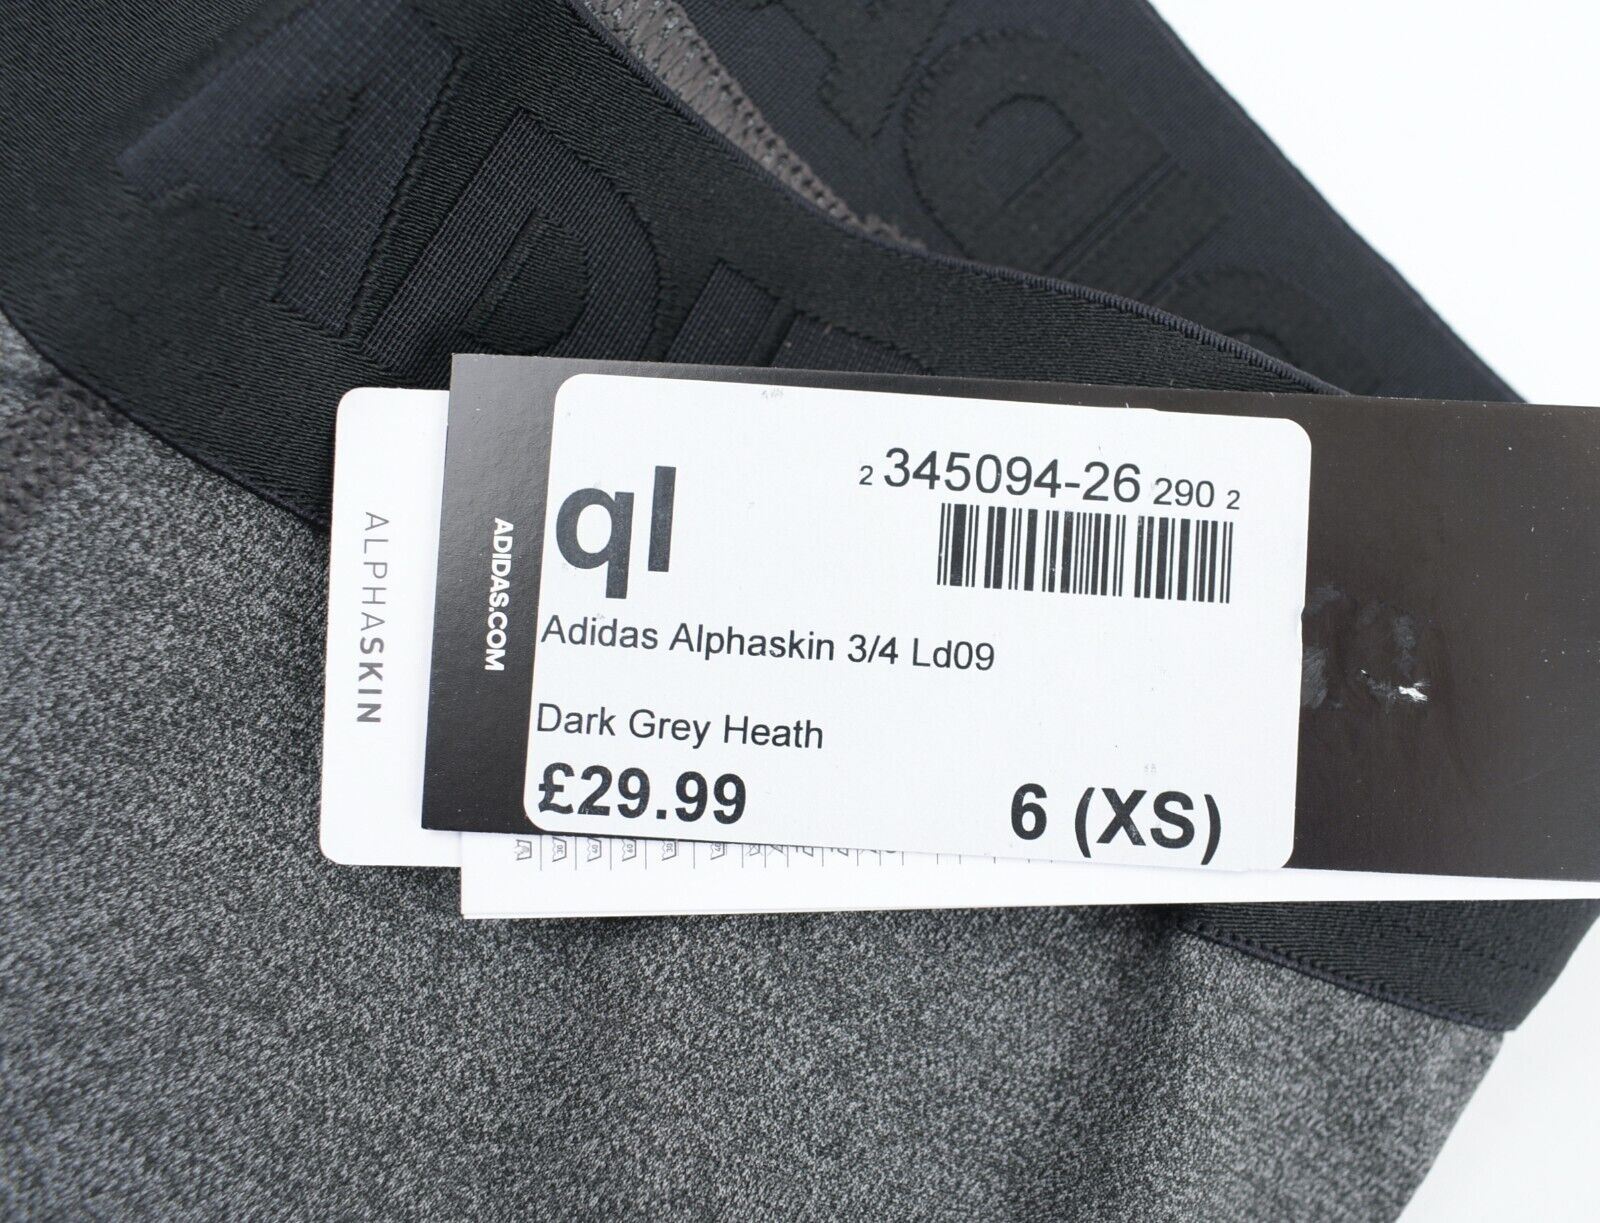 ADI
ALPHASKIN
ADIDAS.COM
ql
2 345094-26 290 2
Adidas Alphaskin 3/4 Ld09
Dark Grey Heath
£29.99
6 (XS)